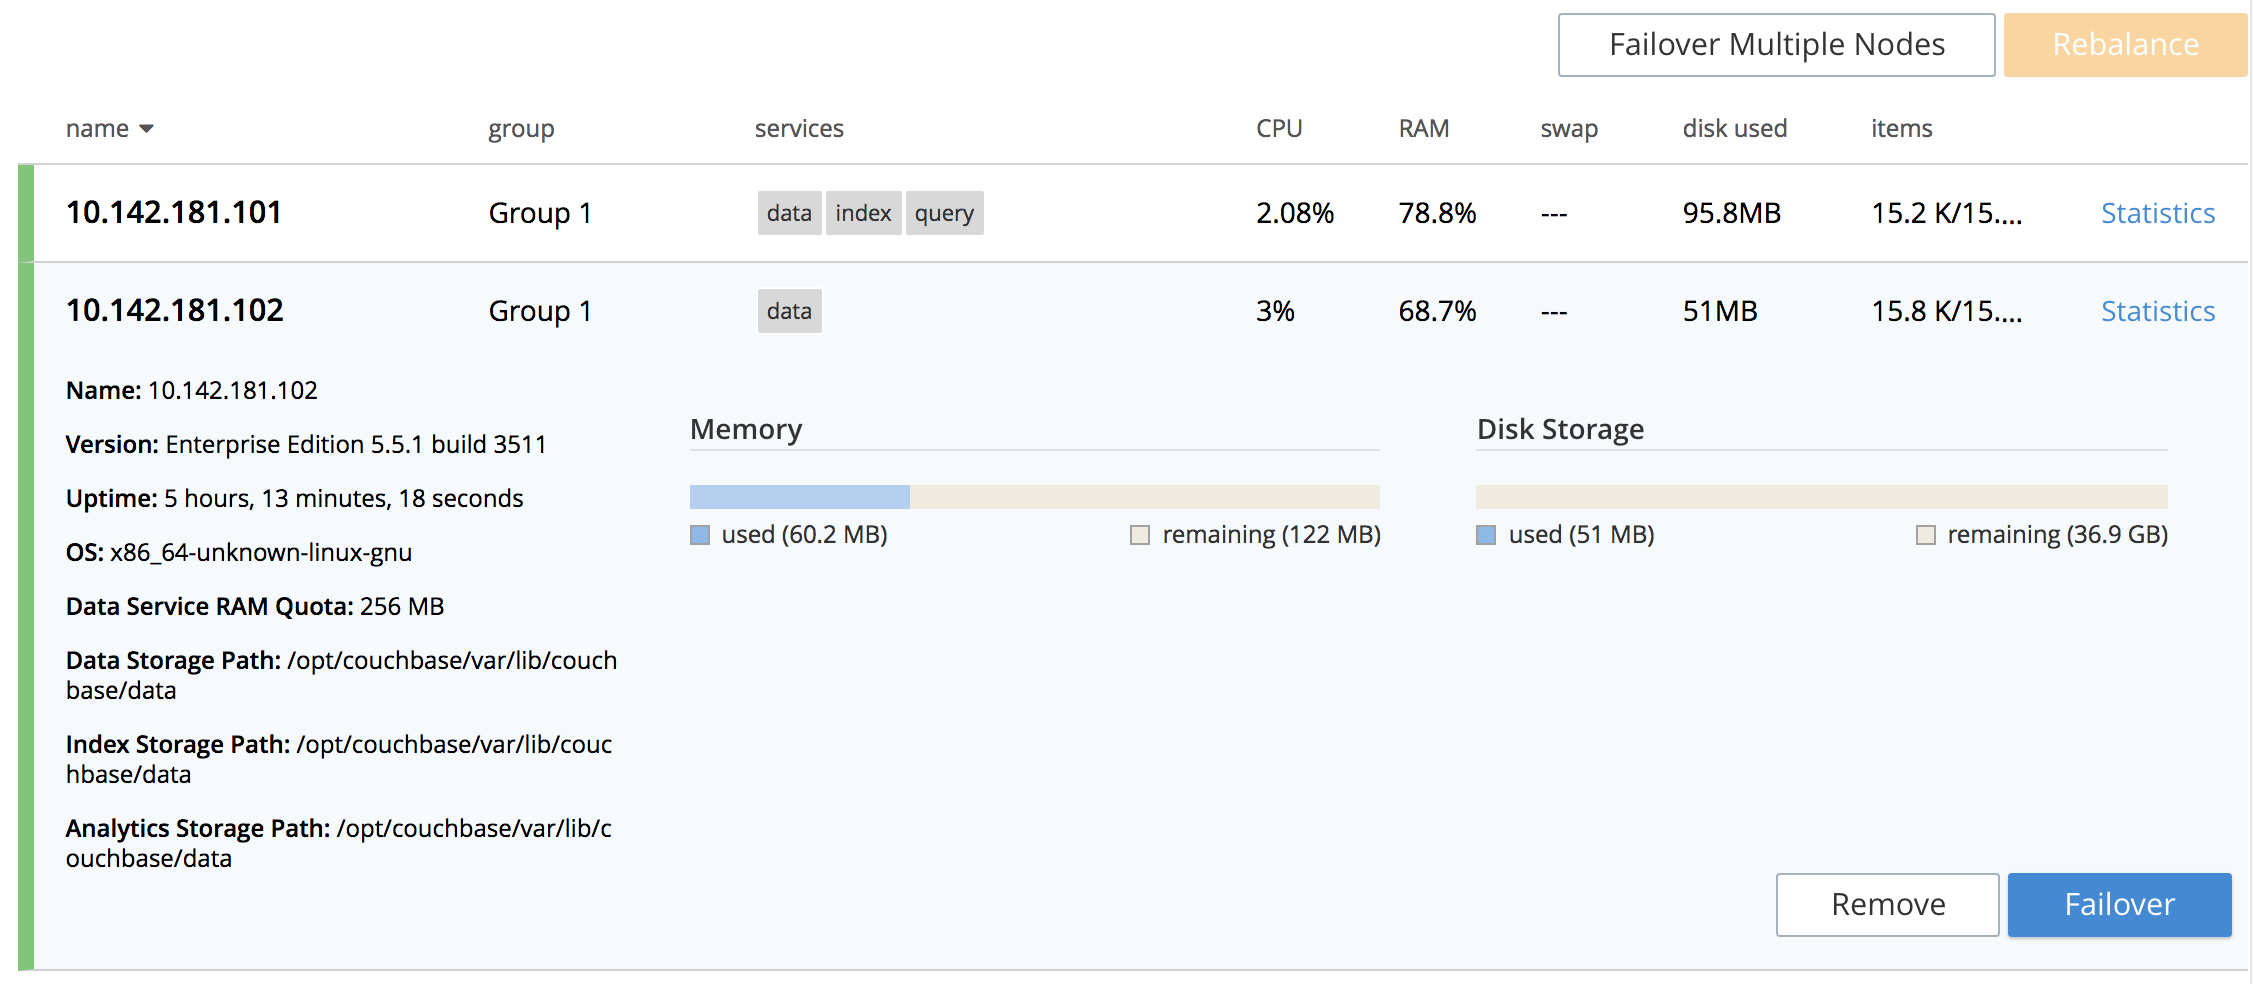 Failover Multiple Nodes Rebalance
name group services CPU RAM swap disk used items
10.142.181.101 Group 1 data index query 2.08% 78.8% --- 95.8MB 15.2 K/15.... Statistics
10.142.181.102 Group 1 data 3% 68.7% --- 51MB 15.8 K/15.... Statistics
Name: 10.142.181.102
Version: Enterprise Edition 5.5.1 build 3511
Uptime: 5 hours, 13 minutes, 18 seconds
OS: x86_64-unknown-linux-gnu
Data Service RAM Quota: 256 MB
Data Storage Path: /opt/couchbase/var/lib/couch
base/data
Index Storage Path: /opt/couchbase/var/lib/couc
hbase/data
Analytics Storage Path: /opt/couchbase/var/lib/c
ouchbase/data
Memory
used (60.2 MB) remaining (122 MB)
Disk Storage
used (51 MB) remaining (36.9 GB)
Remove Failover